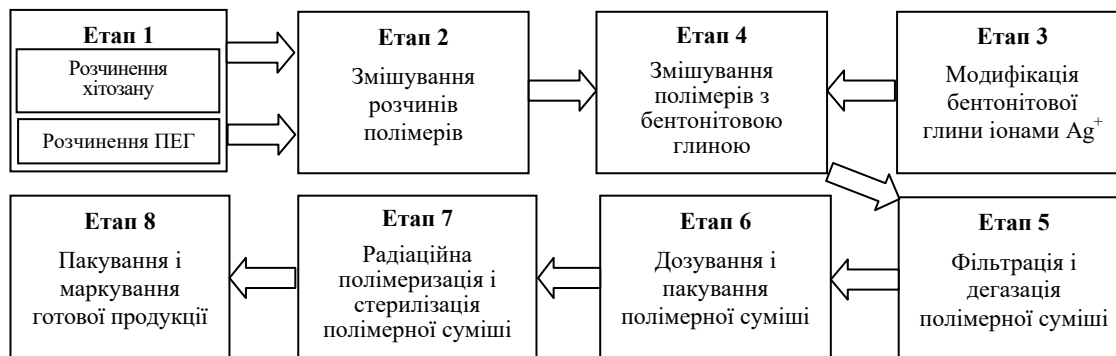 Етап 1
Розчинення
хітозану
Розчинення ПЕГ
Етап 2
Змішування
розчинів
полімерів
Етап 4
Змішування
полімерів з
бентонітовою
глиною
Етап 3
Модифікація
бентонітової
глини іонами Ag⁺
Етап 8
Пакування і
маркування
готової продукції
Етап 7
Радіаційна
полімеризація і
стерилізація
полімерної суміші
Етап 6
Дозування і
пакування
полімерної суміші
Етап 5
Фільтрація і
дегазація
полімерної суміші